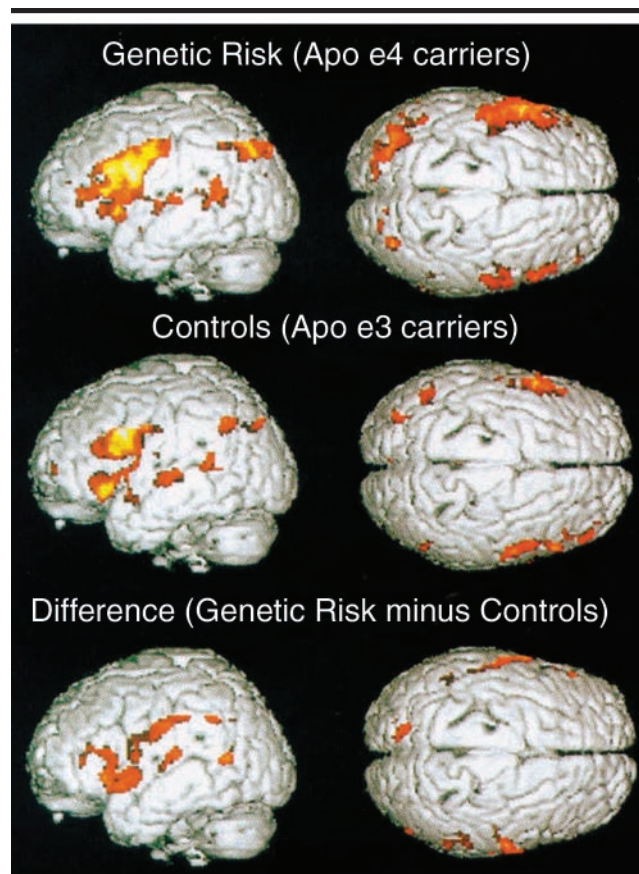 Genetic Risk (Apo e4 carriers)
Controls (Apo e3 carriers)
Difference (Genetic Risk minus Controls)